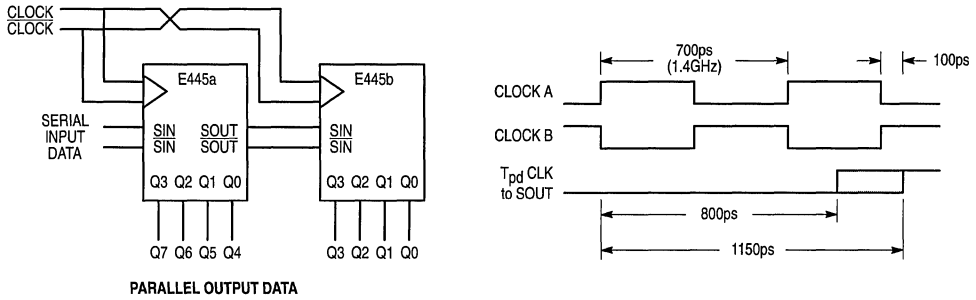 CLOCK
CLOCK
E445a
E445b
SERIAL
INPUT
DATA
SIN
SIN
SOUT
SOUT
SIN
SIN
Q3 Q2 Q1 Q0
Q3 Q2 Q1 Q0
Q7 Q6 Q5 Q4
Q3 Q2 Q1 Q0
PARALLEL OUTPUT DATA
700ps
(1.4GHz)
100ps
CLOCK A
CLOCK B
Tpd CLK
to SOUT
800ps
1150ps